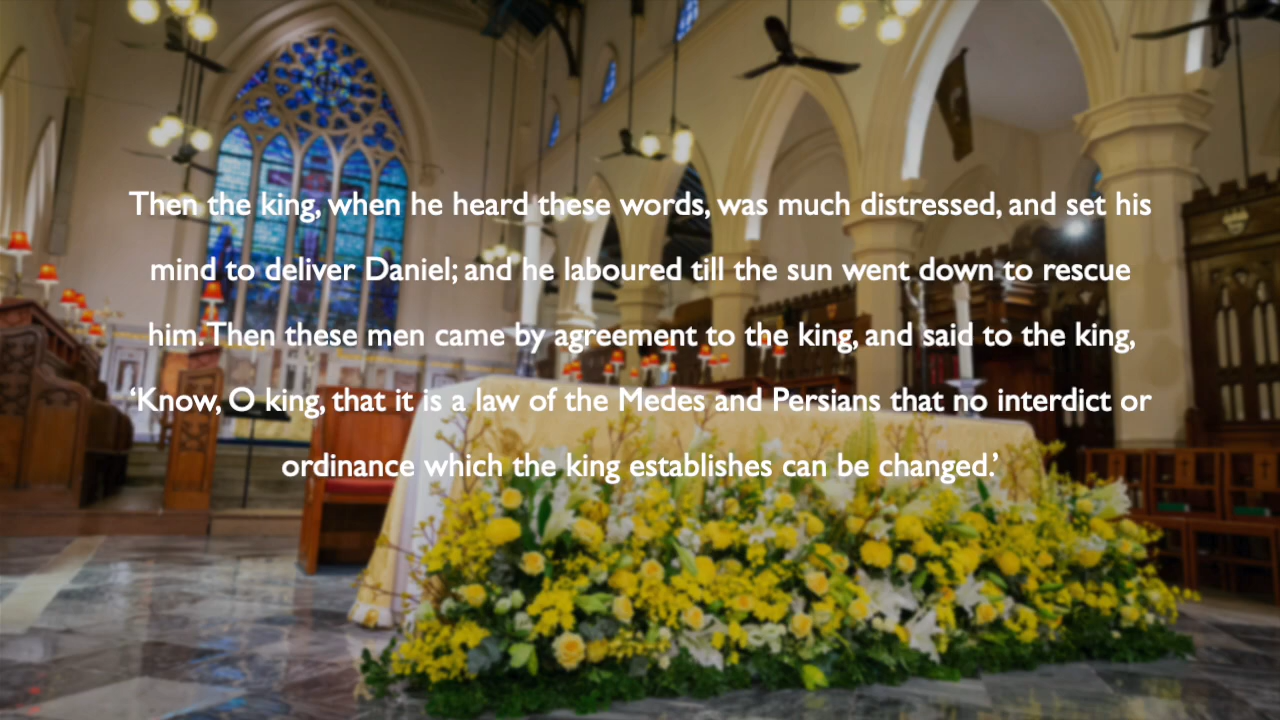 Then the king, when he heard these words, was much distressed, and set his
mind to deliver Daniel; and he laboured till the sun went down to rescue
him. Then these men came by agreement to the king, and said to the king,
‘Know, O king, that it is a law of the Medes and Persians that no interdict or
ordinance which the king establishes can be changed.’